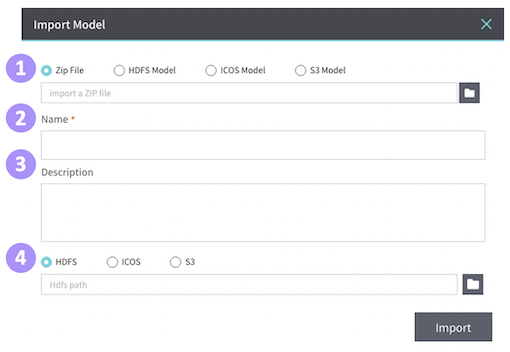 Import Model
1
Zip File HDFS Model ICOS Model S3 Model
import a ZIP file
2
Name *
3
Description
4
HDFS ICOS S3
Hdfs path
Import